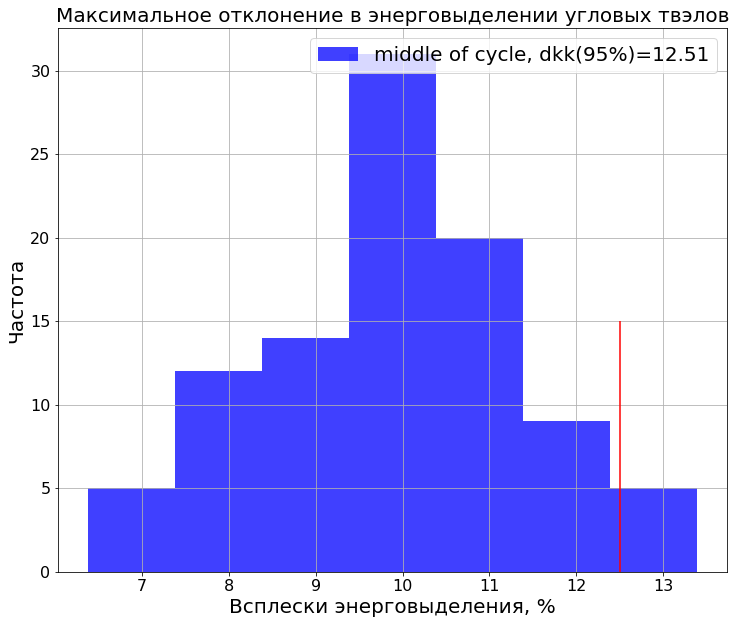 Максимальное отклонение в энерговыделении угловых твэлов
middle of cycle, dkk(95%)=12.51
30
25
20
15
10
5
0
Частота
7 8 9 10 11 12 13
Всплески энерговыделения, %